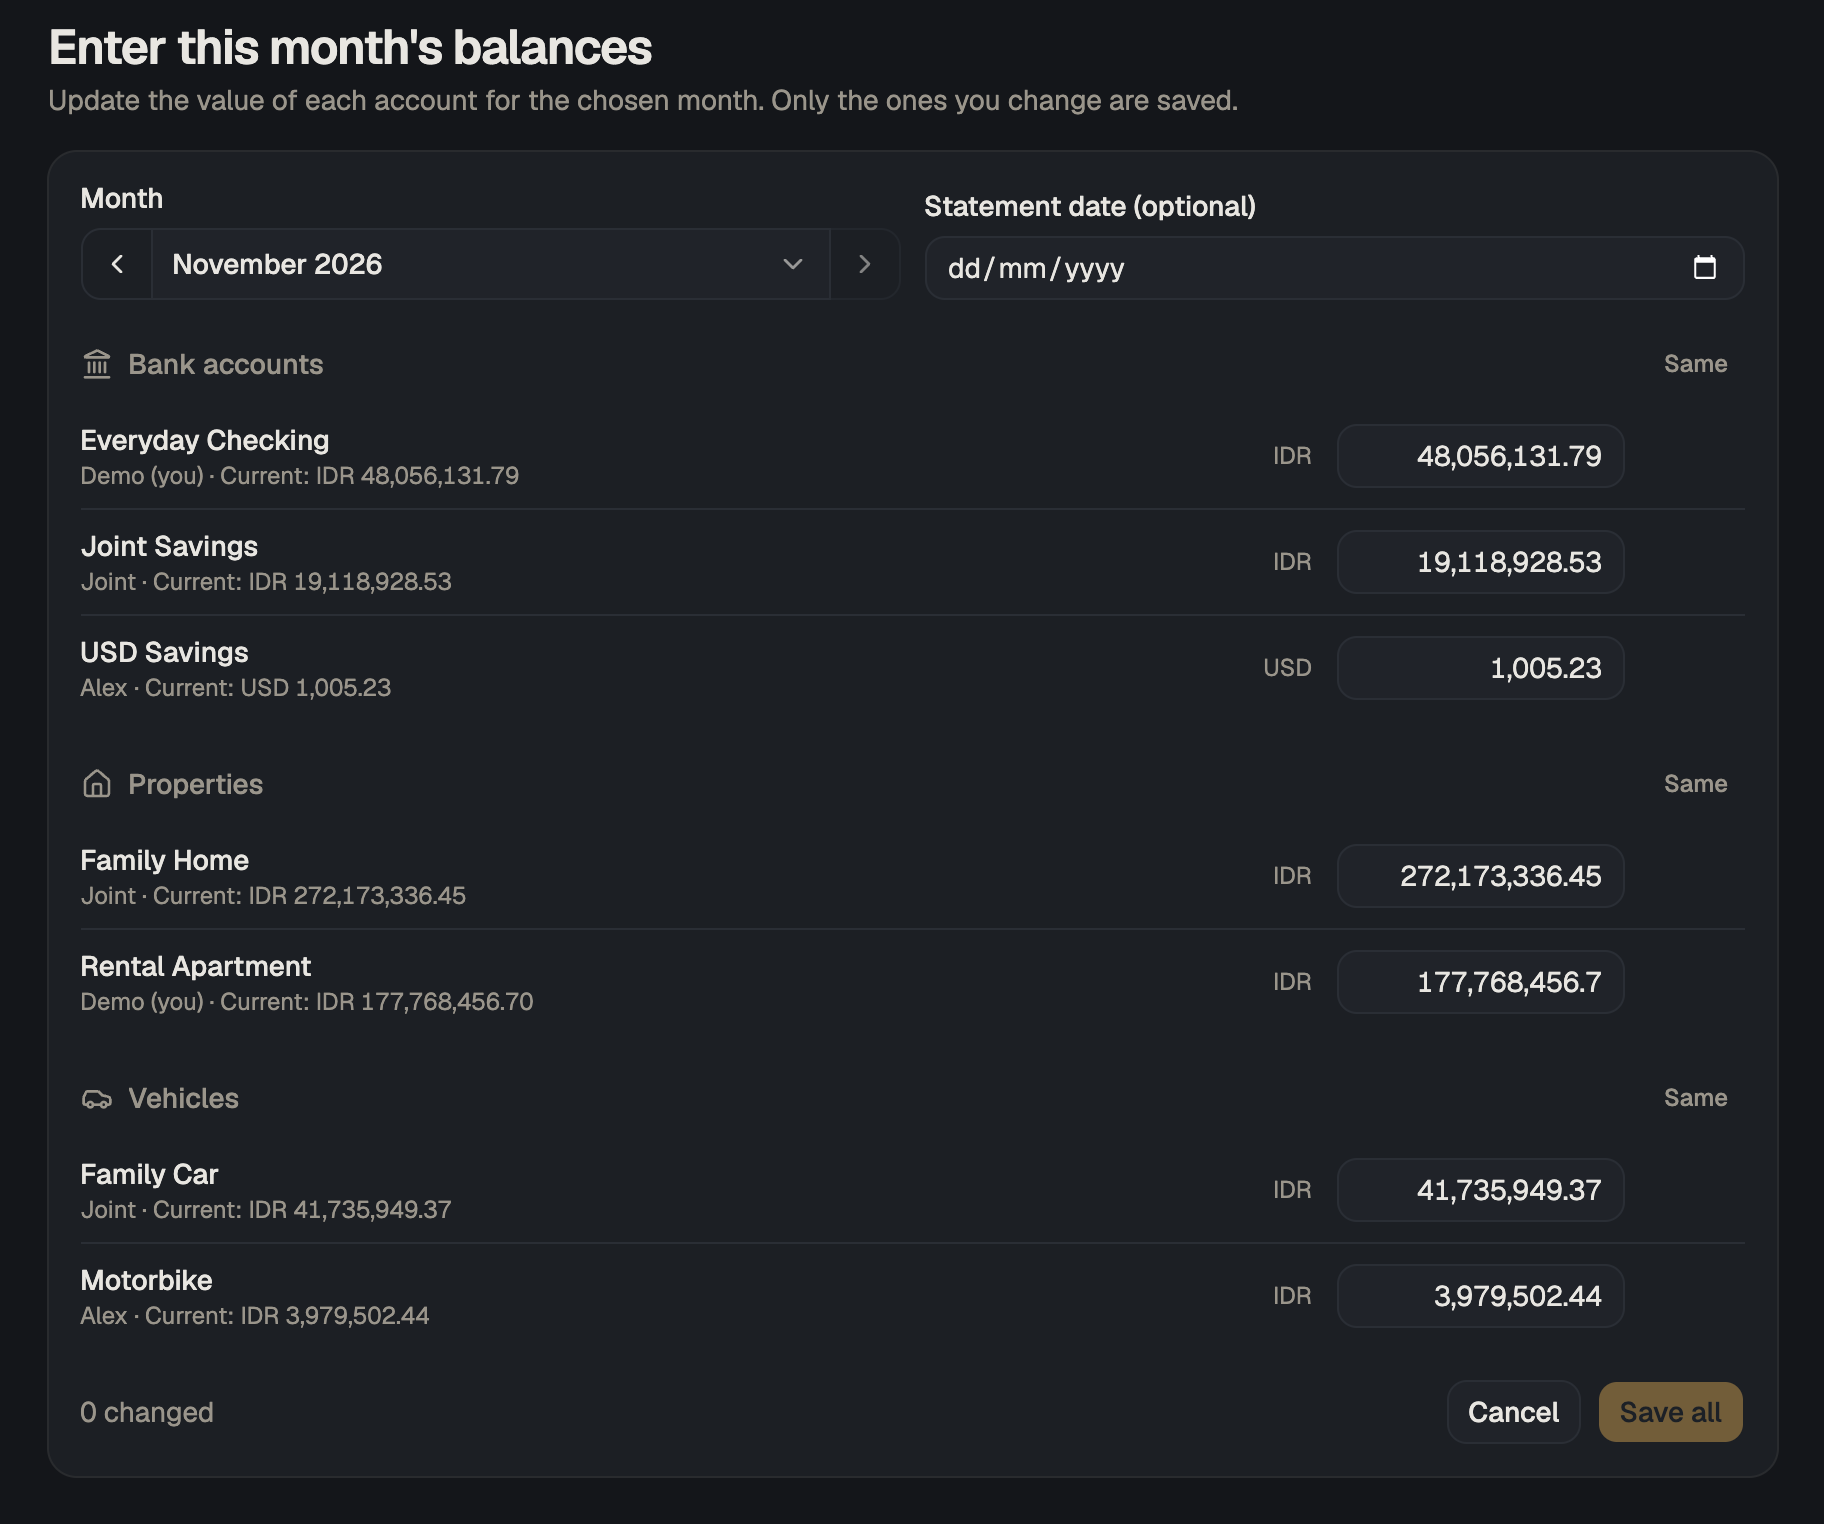 Enter this month's balances
Update the value of each account for the chosen month. Only the ones you change are saved.
Month
Statement date (optional)
November 2026
dd/mm/yyyy
Bank accounts
Same
Everyday Checking
Demo (you) · Current: IDR 48,056,131.79
IDR
48,056,131.79
Joint Savings
Joint · Current: IDR 19,118,928.53
IDR
19,118,928.53
USD Savings
Alex · Current: USD 1,005.23
USD
1,005.23
Properties
Same
Family Home
Joint · Current: IDR 272,173,336.45
IDR
272,173,336.45
Rental Apartment
Demo (you) · Current: IDR 177,768,456.70
IDR
177,768,456.7
Vehicles
Same
Family Car
Joint · Current: IDR 41,735,949.37
IDR
41,735,949.37
Motorbike
Alex · Current: IDR 3,979,502.44
IDR
3,979,502.44
0 changed
Cancel
Save all